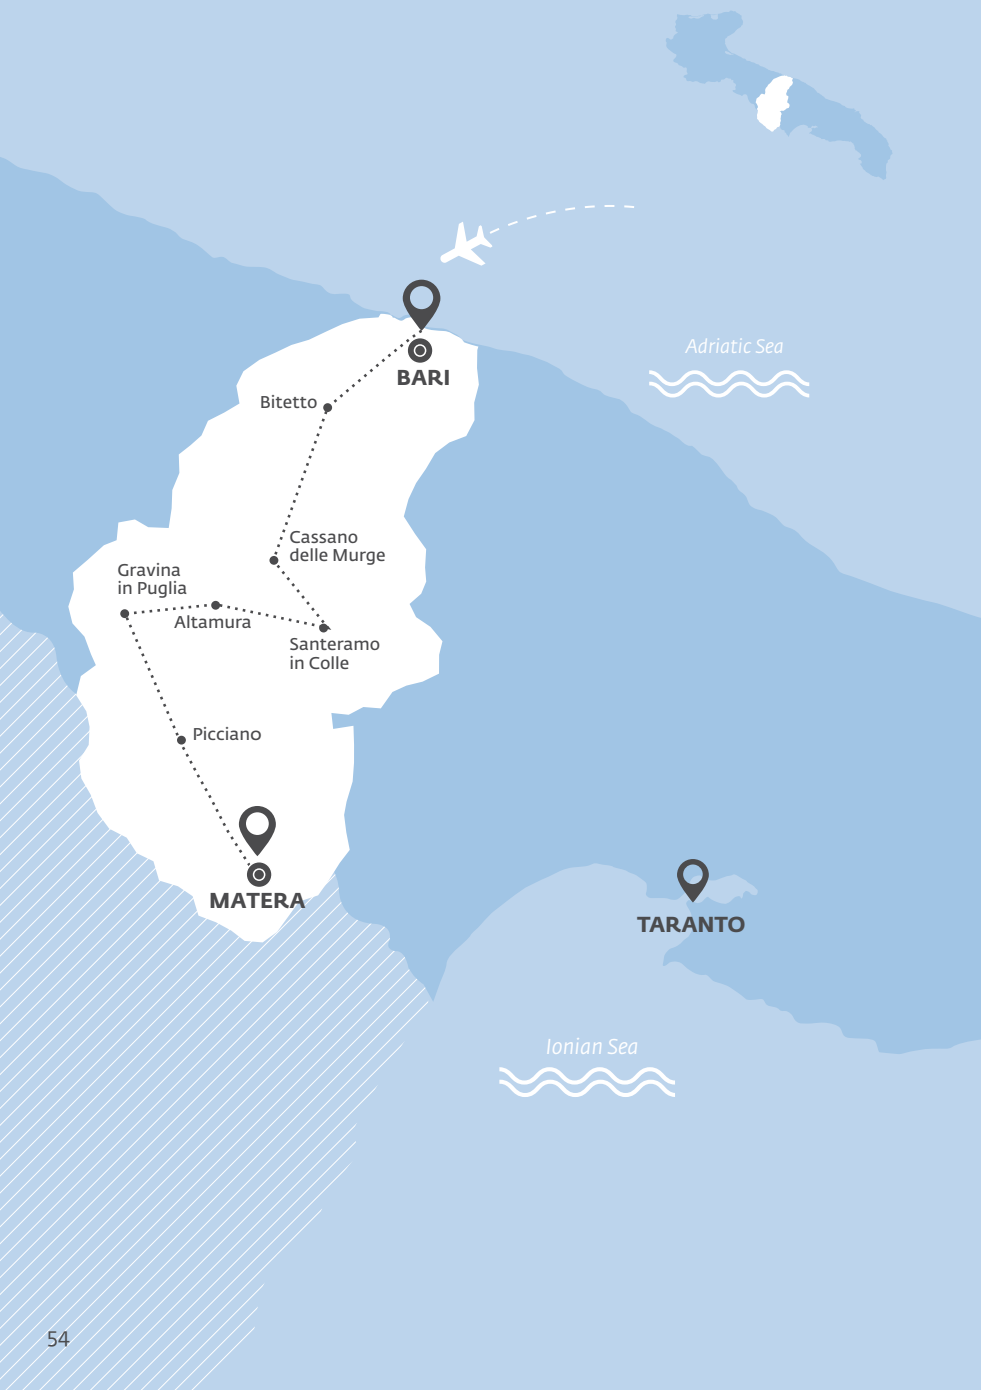 Adriatic Sea
BARI
Bitetto
Cassano
delle Murge
Gravina
in Puglia
Altamura
Santeramo
in Colle
Picciano
MATERA
TARANTO
Ionian Sea
54